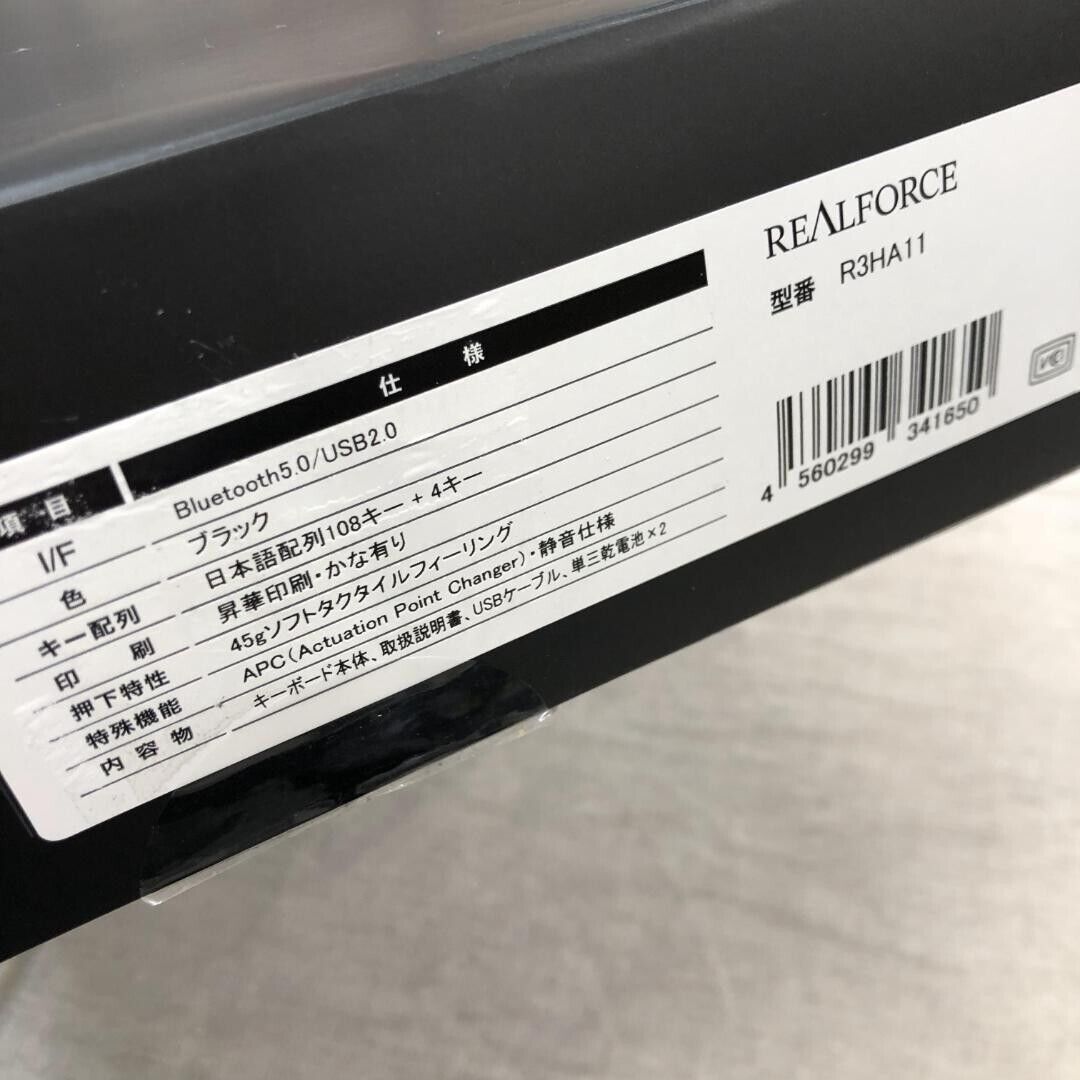 REALFORCE
型番 R3HA11
4 560299 341650
項目 仕様
I/F Bluetooth5.0/USB2.0
色 ブラック
キー配列 日本語配列108キー + 4キー
印刷 昇華印刷・かな有り
押下特性 45gソフトタクタイルフィーリング
特殊機能 APC(Actuation Point Changer)・静音仕様
内容物 キーボード本体、取扱説明書、USBケーブル、単三乾電池×2